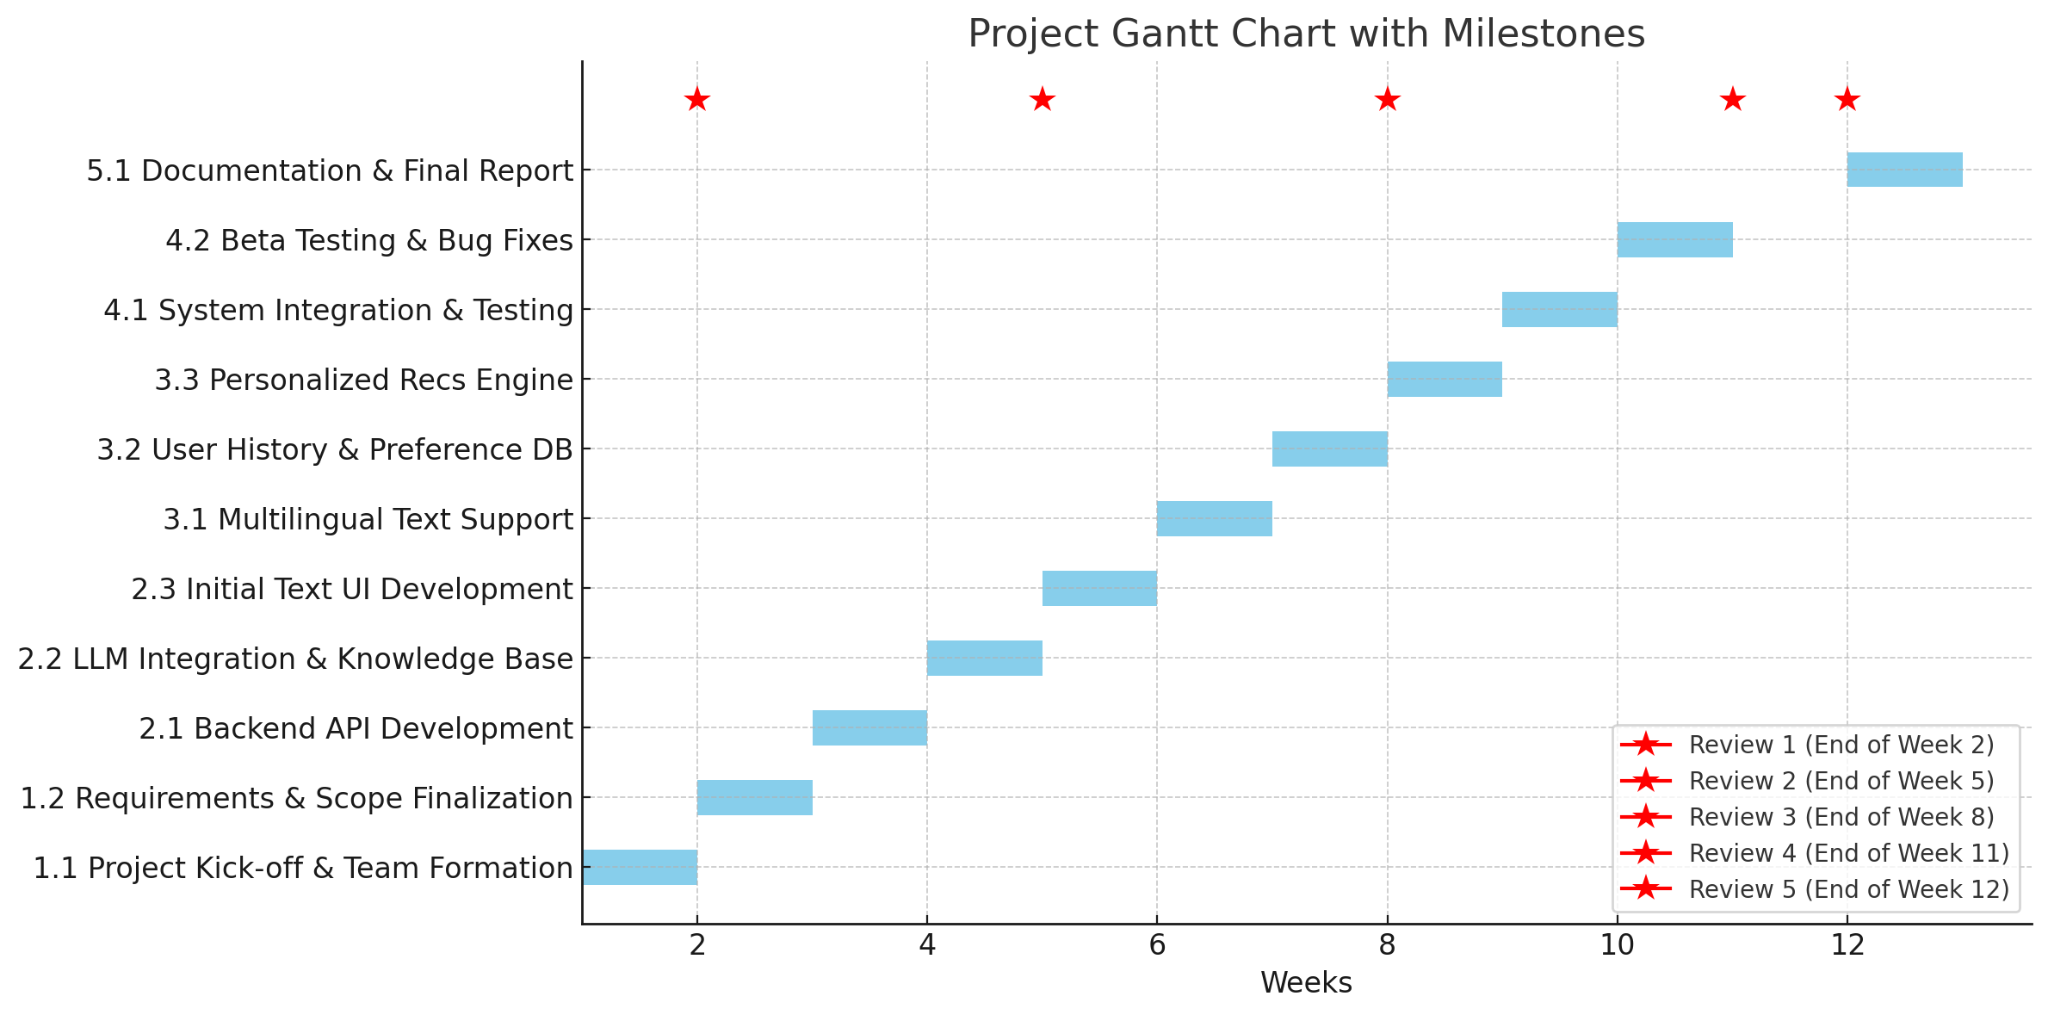 Project Gantt Chart with Milestones
5.1 Documentation & Final Report
4.2 Beta Testing & Bug Fixes
4.1 System Integration & Testing
3.3 Personalized Recs Engine
3.2 User History & Preference DB
3.1 Multilingual Text Support
2.3 Initial Text UI Development
2.2 LLM Integration & Knowledge Base
2.1 Backend API Development
1.2 Requirements & Scope Finalization
1.1 Project Kick-off & Team Formation
Review 1 (End of Week 2)
Review 2 (End of Week 5)
Review 3 (End of Week 8)
Review 4 (End of Week 11)
Review 5 (End of Week 12)
2 4 6 8 10 12
Weeks